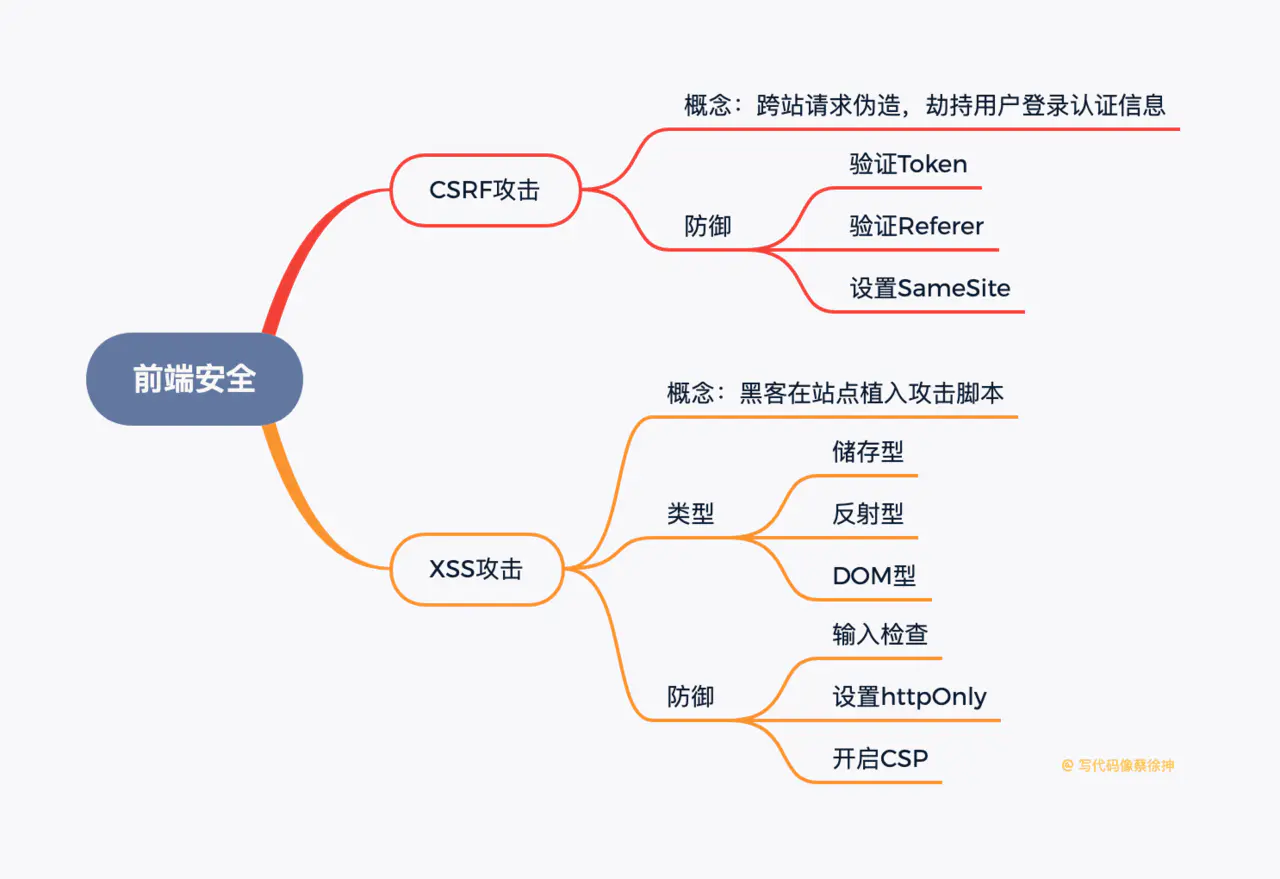 概念：跨站请求伪造，劫持用户登录认证信息
验证Token
CSRF攻击
防御
验证Referer
设置SameSite
前端安全
概念：黑客在站点植入攻击脚本
储存型
类型
反射型
XSS攻击
DOM型
输入检查
防御
设置httpOnly
开启CSP
@ 写代码像蔡徐抻